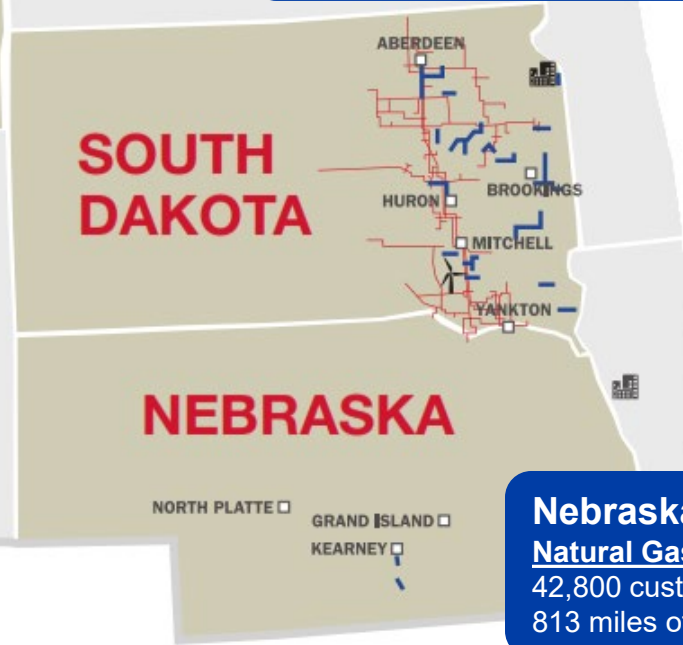 ABERDEEN
SOUTH
DAKOTA
BROOKINGS
HURON
MITCHELL
YANKTON
NEBRASKA
NORTH PLATTE
GRAND ISLAND
KEARNEY
Nebraska
Natural Gas
42,800 cust
813 miles o